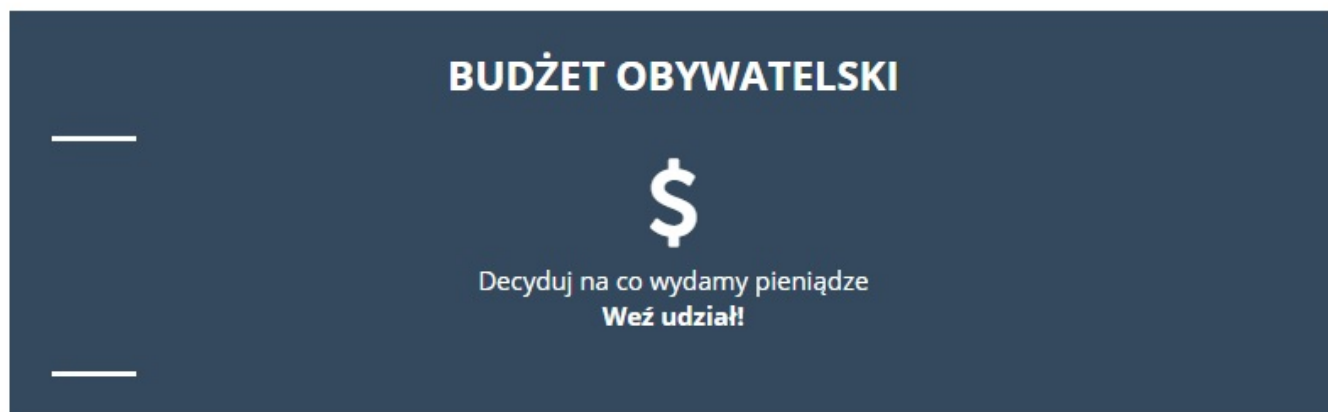 BUDŻET OBYWATELSKI
$
Decyduj na co wydamy pieniądze
Weź udział!